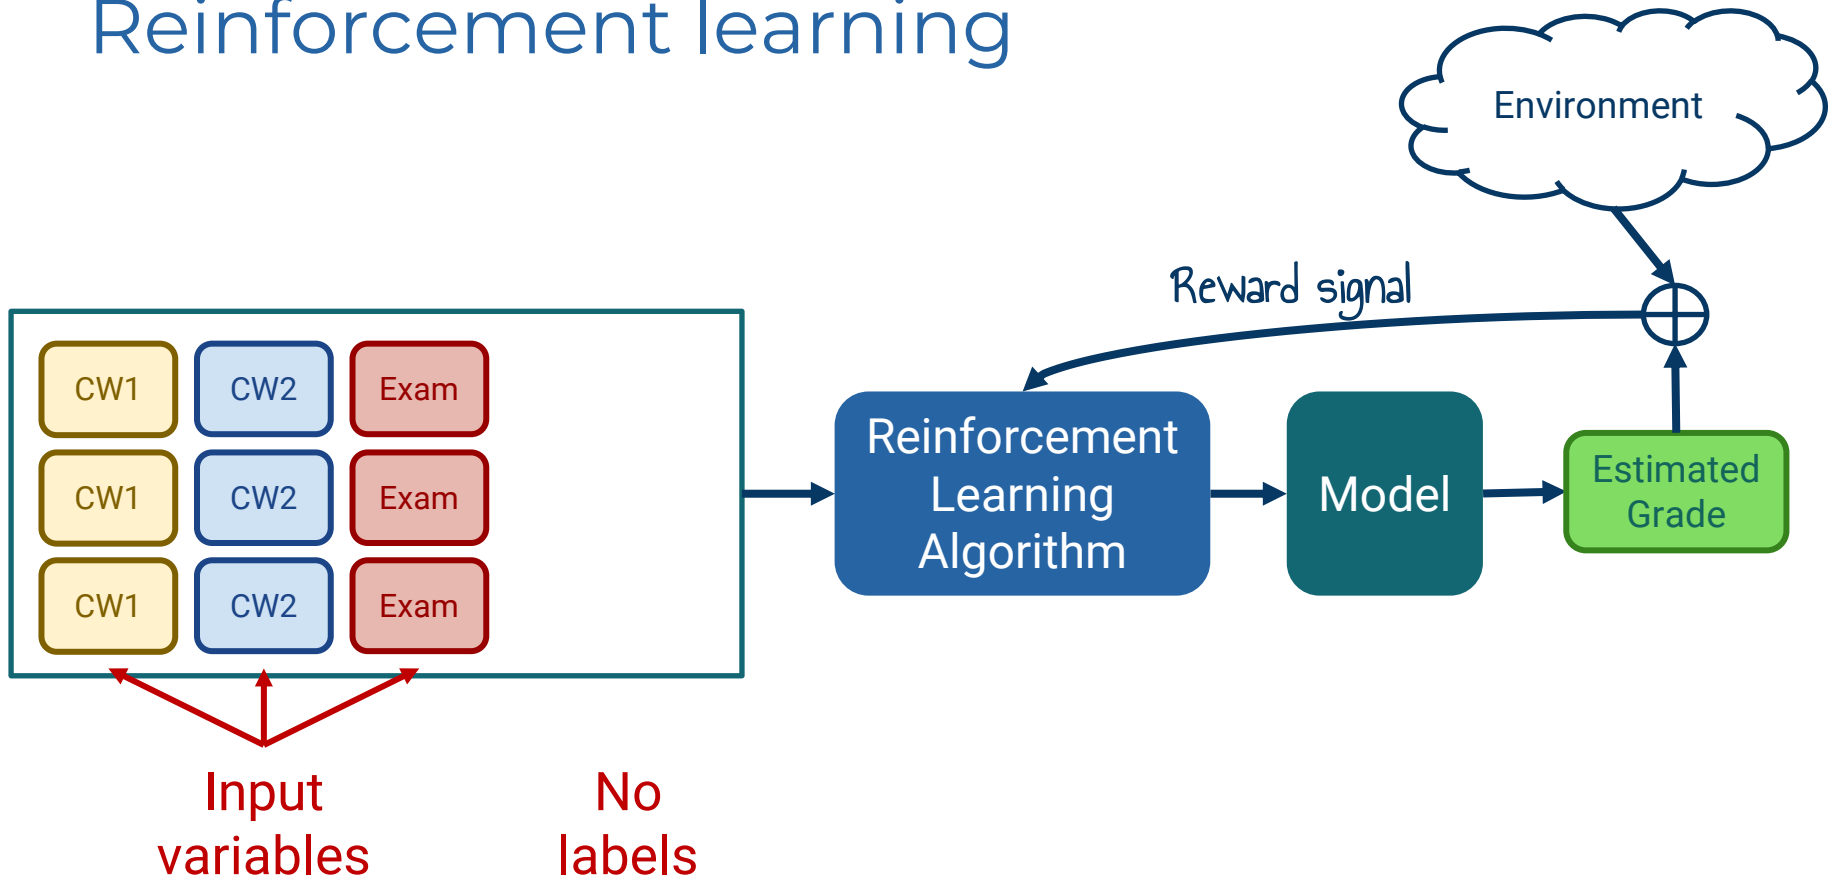 Reinforcement learning
Environment
Reward signal
CW1 CW2 Exam
CW1 CW2 Exam
CW1 CW2 Exam
Reinforcement
Learning
Algorithm
Model
Estimated
Grade
Input
variables
No
labels